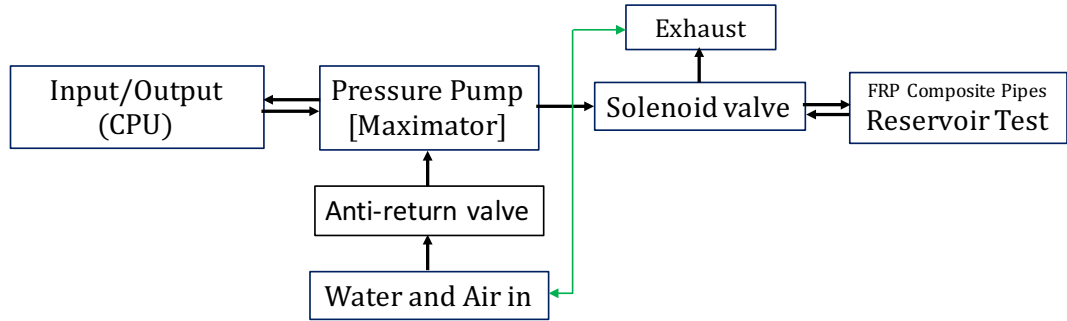 Exhaust
Input/Output
(CPU)
Pressure Pump
[Maximator]
Solenoid valve
FRP Composite Pipes
Reservoir Test
Anti-return valve
Water and Air in